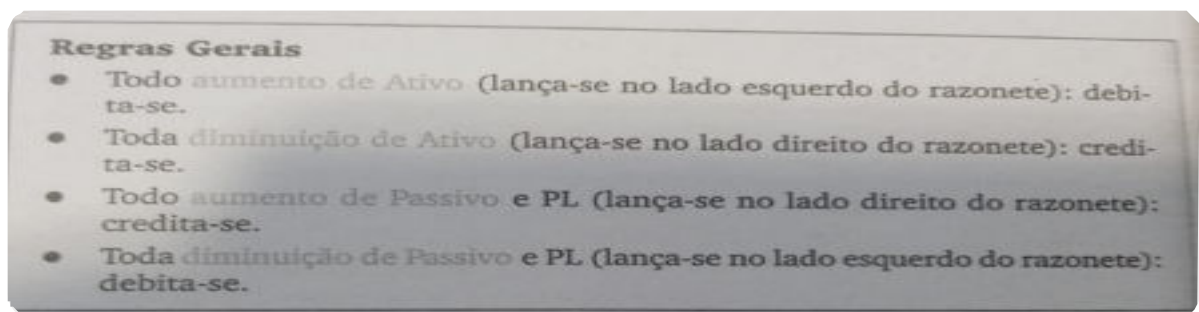 Regras Gerais
● Todo aumento de Ativo (lança-se no lado esquerdo do razonete): debi-
ta-se.
● Toda diminuição de Ativo (lança-se no lado direito do razonete): credi-
ta-se.
● Todo aumento de Passivo e PL (lança-se no lado direito do razonete):
credita-se.
● Toda diminuição de Passivo e PL (lança-se no lado esquerdo do razonete):
debita-se.